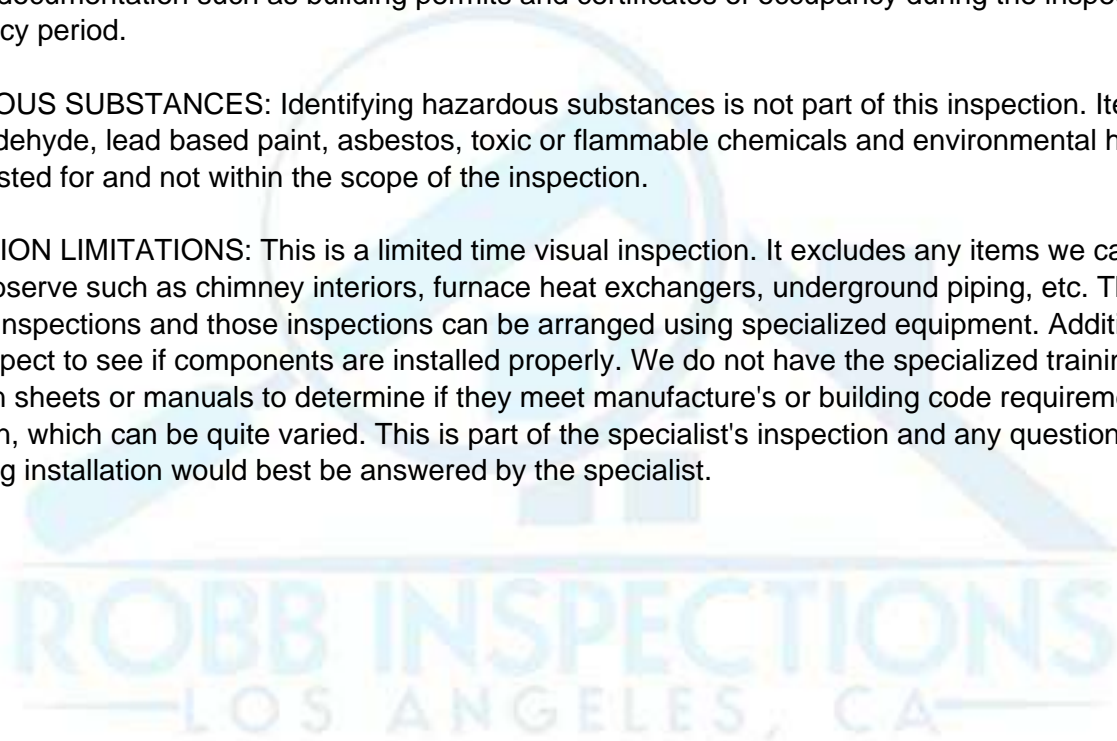 documentation such as building permits and certificates of occupancy during the inspe
cy period.
OUS SUBSTANCES: Identifying hazardous substances is not part of this inspection. Ite
dehyde, lead based paint, asbestos, toxic or flammable chemicals and environmental h
sted for and not within the scope of the inspection.
ION LIMITATIONS: This is a limited time visual inspection. It excludes any items we ca
bserve such as chimney interiors, furnace heat exchangers, underground piping, etc. Th
inspections and those inspections can be arranged using specialized equipment. Additi
pect to see if components are installed properly. We do not have the specialized trainin
n sheets or manuals to determine if they meet manufacture's or building code requireme
n, which can be quite varied. This is part of the specialist's inspection and any question
g installation would best be answered by the specialist.
ROBB INSPECTIONS
LOS ANGELES, CA